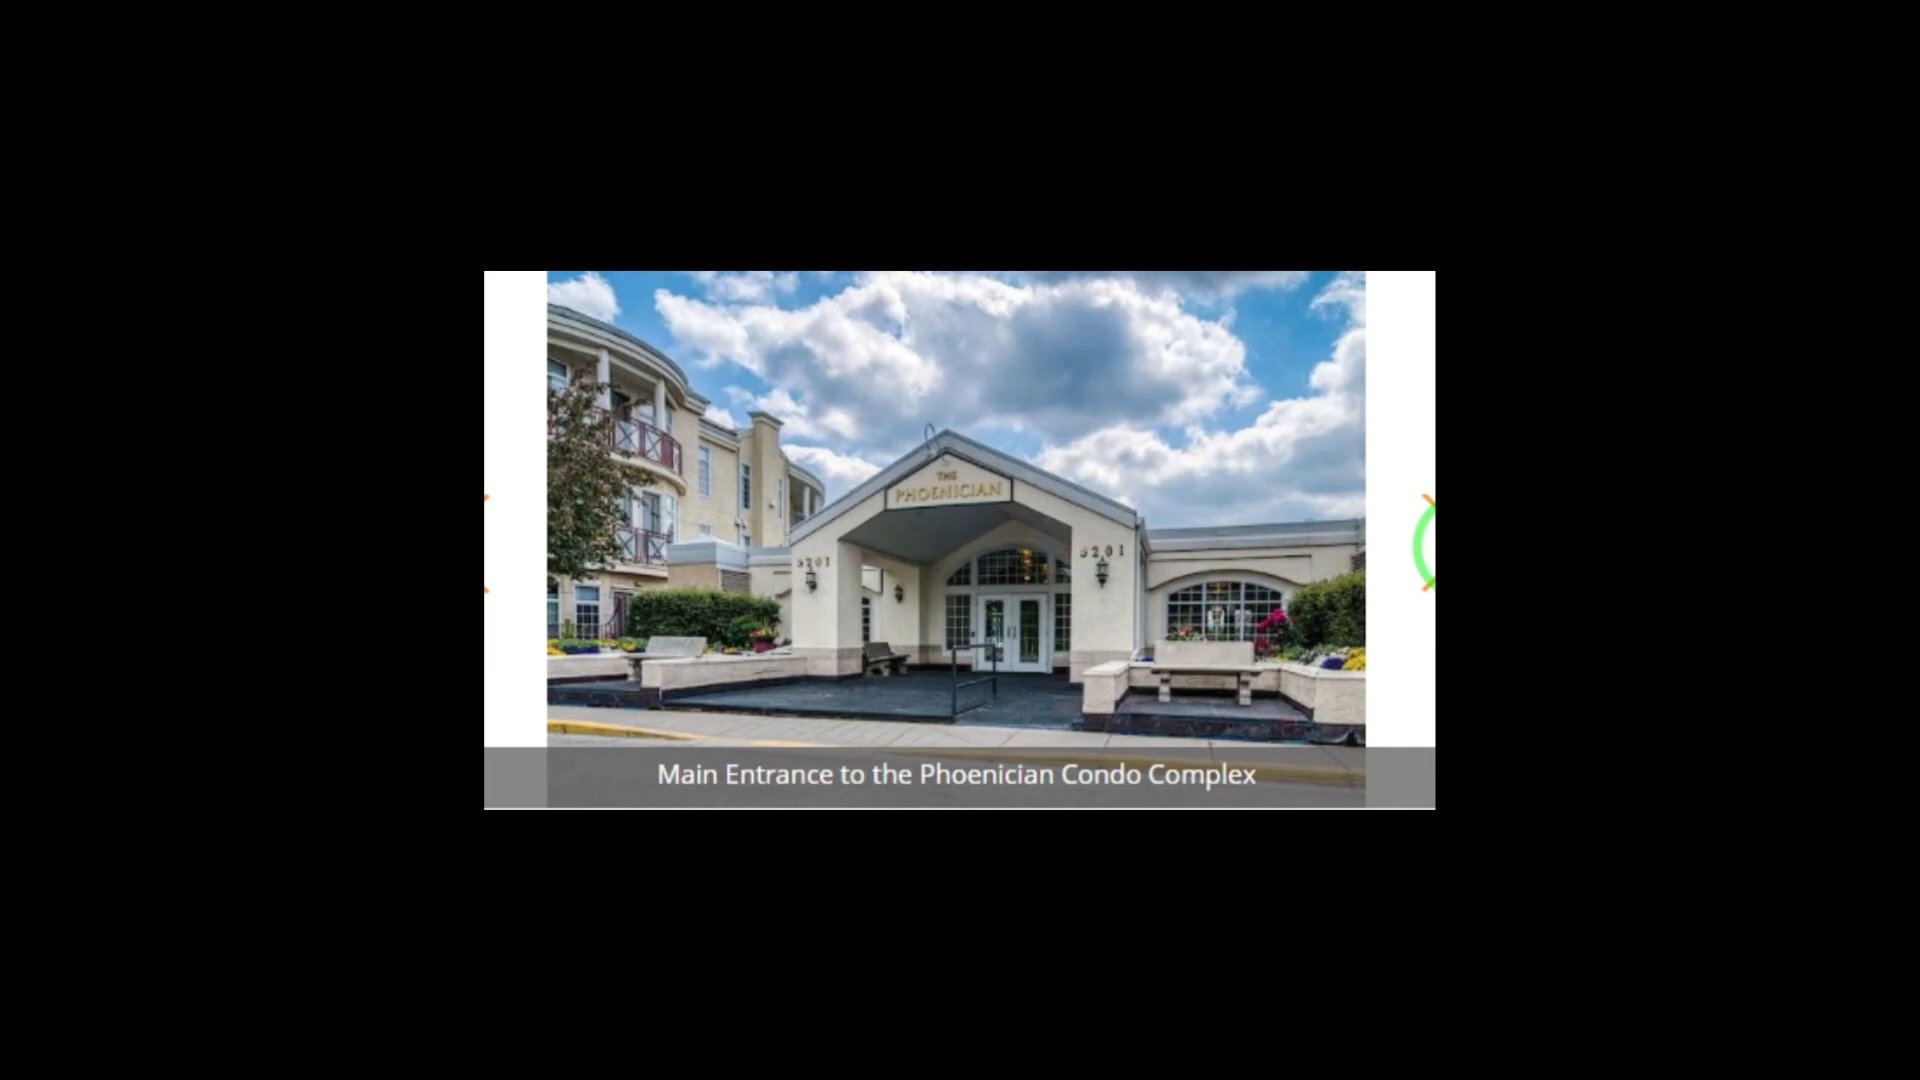 THE
PHOENICIAN
5201
5201
Main Entrance to the Phoenician Condo Complex